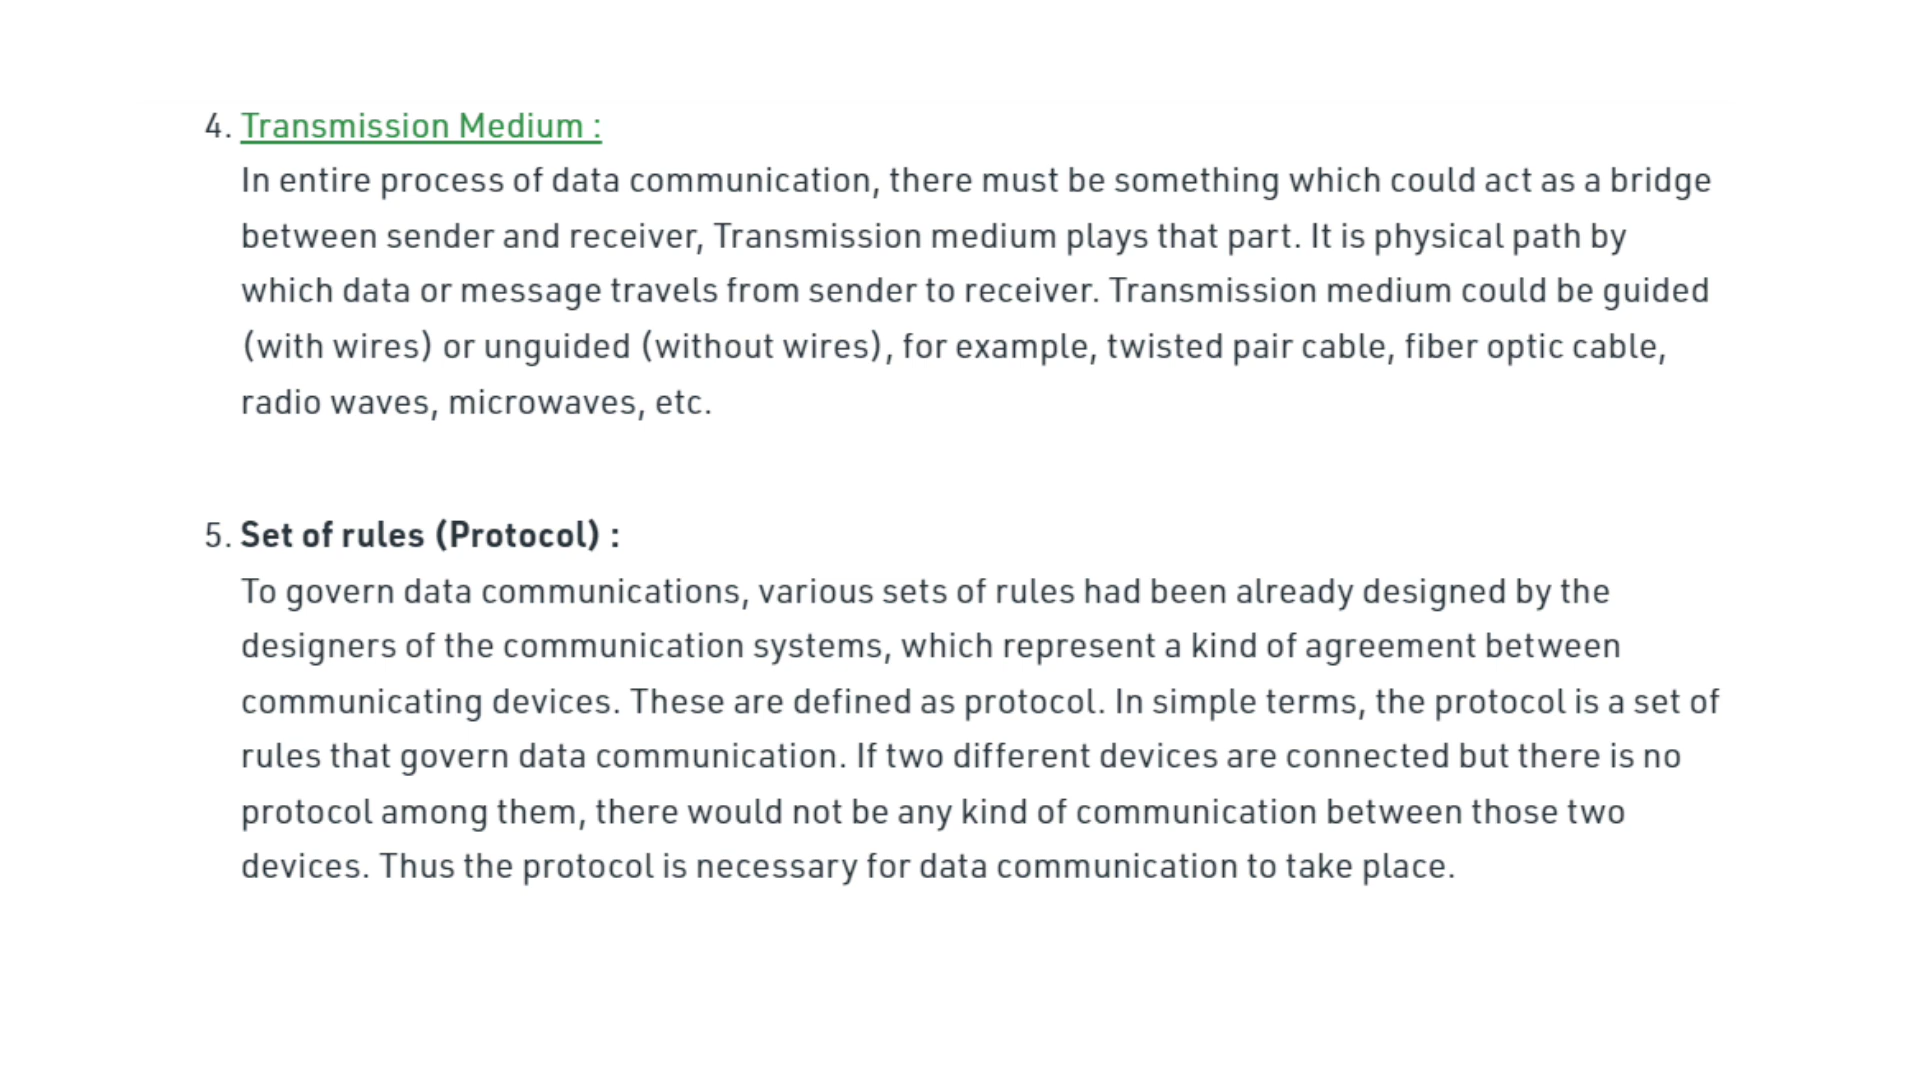 4. Transmission Medium :
In entire process of data communication, there must be something which could act as a bridge
between sender and receiver, Transmission medium plays that part. It is physical path by
which data or message travels from sender to receiver. Transmission medium could be guided
(with wires) or unguided (without wires), for example, twisted pair cable, fiber optic cable,
radio waves, microwaves, etc.
5. Set of rules (Protocol) :
To govern data communications, various sets of rules had been already designed by the
designers of the communication systems, which represent a kind of agreement between
communicating devices. These are defined as protocol. In simple terms, the protocol is a set of
rules that govern data communication. If two different devices are connected but there is no
protocol among them, there would not be any kind of communication between those two
devices. Thus the protocol is necessary for data communication to take place.